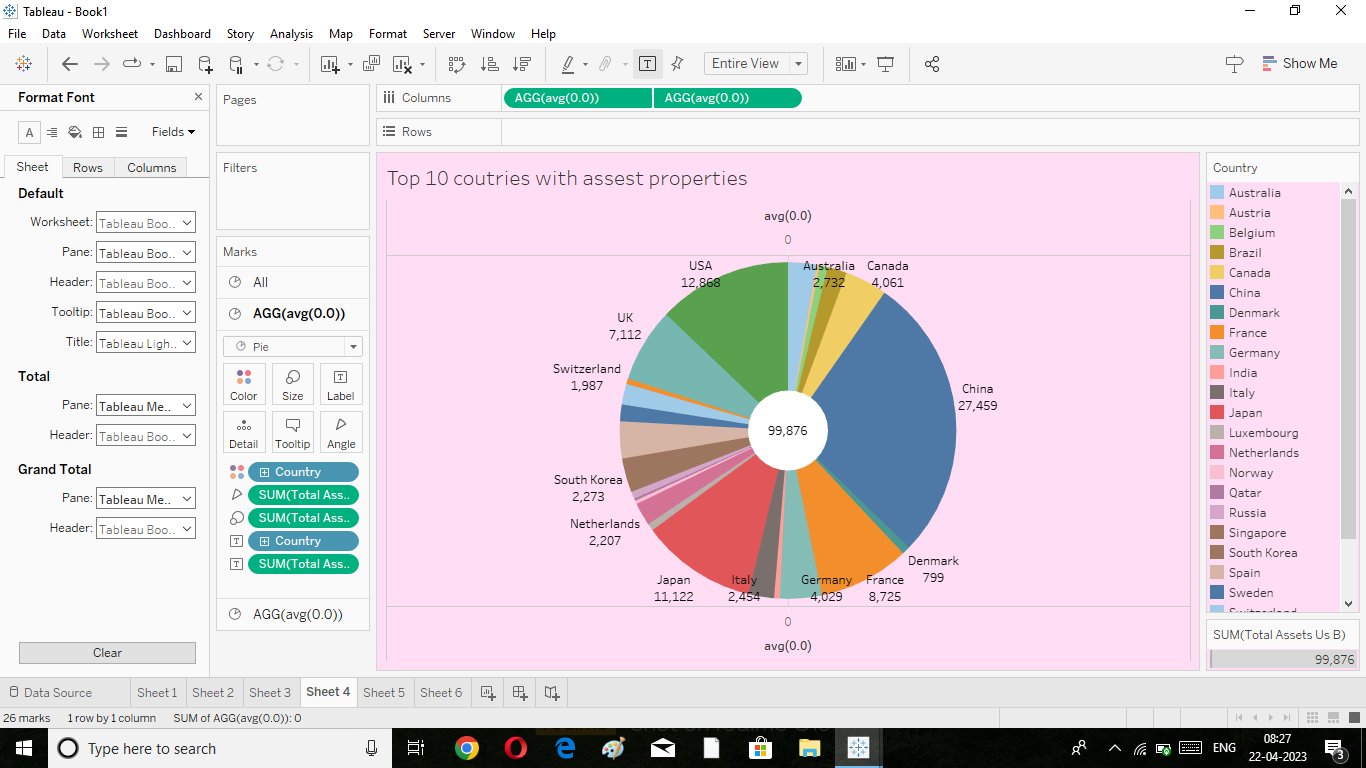 Tableau - Book1
File Data Worksheet Dashboard Story Analysis Map Format Server Window Help
Entire View
Show Me
Format Font
Fields
Sheet Rows Columns
Default
Worksheet: Tableau Boo..
Pane: Tableau Boo..
Header: Tableau Boo..
Tooltip: Tableau Boo..
Title: Tableau Ligh..
Total
Pane: Tableau Me..
Header: Tableau Boo..
Grand Total
Pane: Tableau Me..
Header: Tableau Boo..
Clear
Pages
Filters
Marks
All
AGG(avg(0.0))
Pie
Color Size Label
Detail Tooltip Angle
Country
SUM(Total Ass..
SUM(Total Ass..
Country
SUM(Total Ass..
AGG(avg(0.0))
Columns AGG(avg(0.0)) AGG(avg(0.0))
Rows
Top 10 coutries with assest properties
avg(0.0)
0
USA
12,868
Australia
2,732
Canada
4,061
UK
7,112
Switzerland
1,987
China
27,459
99,876
South Korea
2,273
Netherlands
2,207
Denmark
799
Japan
11,122
Italy
2,454
Germany
4,029
France
8,725
0
avg(0.0)
Country
Australia
Austria
Belgium
Brazil
Canada
China
Denmark
France
Germany
India
Italy
Japan
Luxembourg
Netherlands
Norway
Qatar
Russia
Singapore
South Korea
Spain
Sweden
Switzerland
SUM(Total Assets Us B)
99,876
Data Source Sheet 1 Sheet 2 Sheet 3 Sheet 4 Sheet 5 Sheet 6
26 marks 1 row by 1 column SUM of AGG(avg(0.0)): 0
Type here to search
ENG
08:27
22-04-2023
3